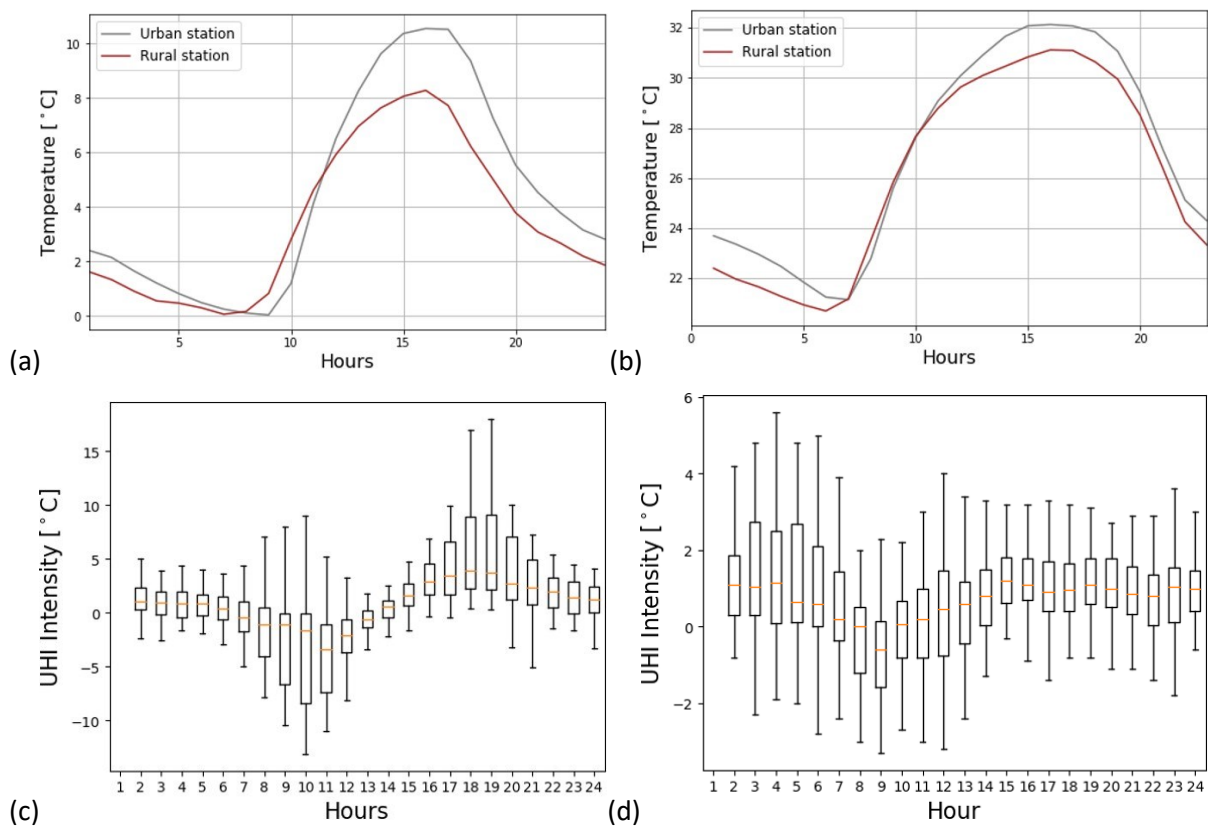 Urban station
Rural station
Temperature [ °C]
10
8
6
4
2
0
5
10
15
20
Hours
(a)
Urban station
Rural station
Temperature [ °C]
32
30
28
26
24
22
0
5
10
15
20
Hours
(b)
UHI Intensity [ °C]
15
10
5
0
−5
−10
1 2 3 4 5 6 7 8 9 10 11 12 13 14 15 16 17 18 19 20 21 22 23 24
Hours
(c)
UHI Intensity [ °C]
6
4
2
0
−2
1 2 3 4 5 6 7 8 9 10 11 12 13 14 15 16 17 18 19 20 21 22 23 24
Hour
(d)